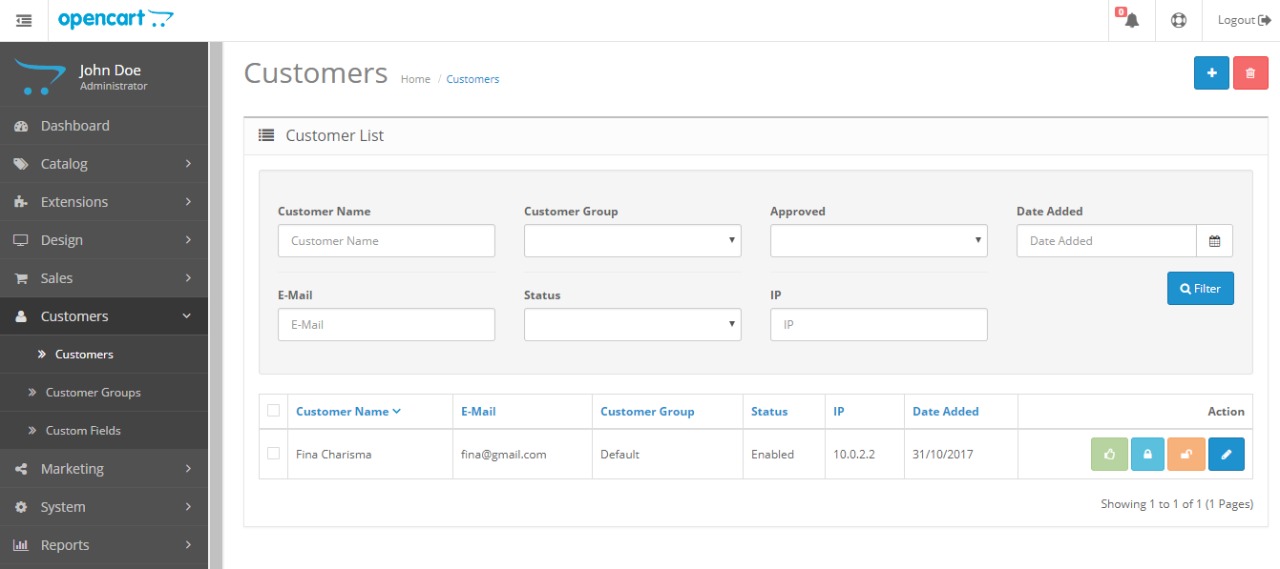 opencart
0
Logout
John Doe
Administrator
Dashboard
Catalog
Extensions
Design
Sales
Customers
Customers
Customer Groups
Custom Fields
Marketing
System
Reports
Customers Home / Customers
Customer List
Customer Name Customer Group Approved Date Added
Customer Name Date Added
Filter
E-Mail Status IP
E-Mail IP
Customer Name E-Mail Customer Group Status IP Date Added Action
Fina Charisma fina@gmail.com Default Enabled 10.0.2.2 31/10/2017
Showing 1 to 1 of 1 (1 Pages)